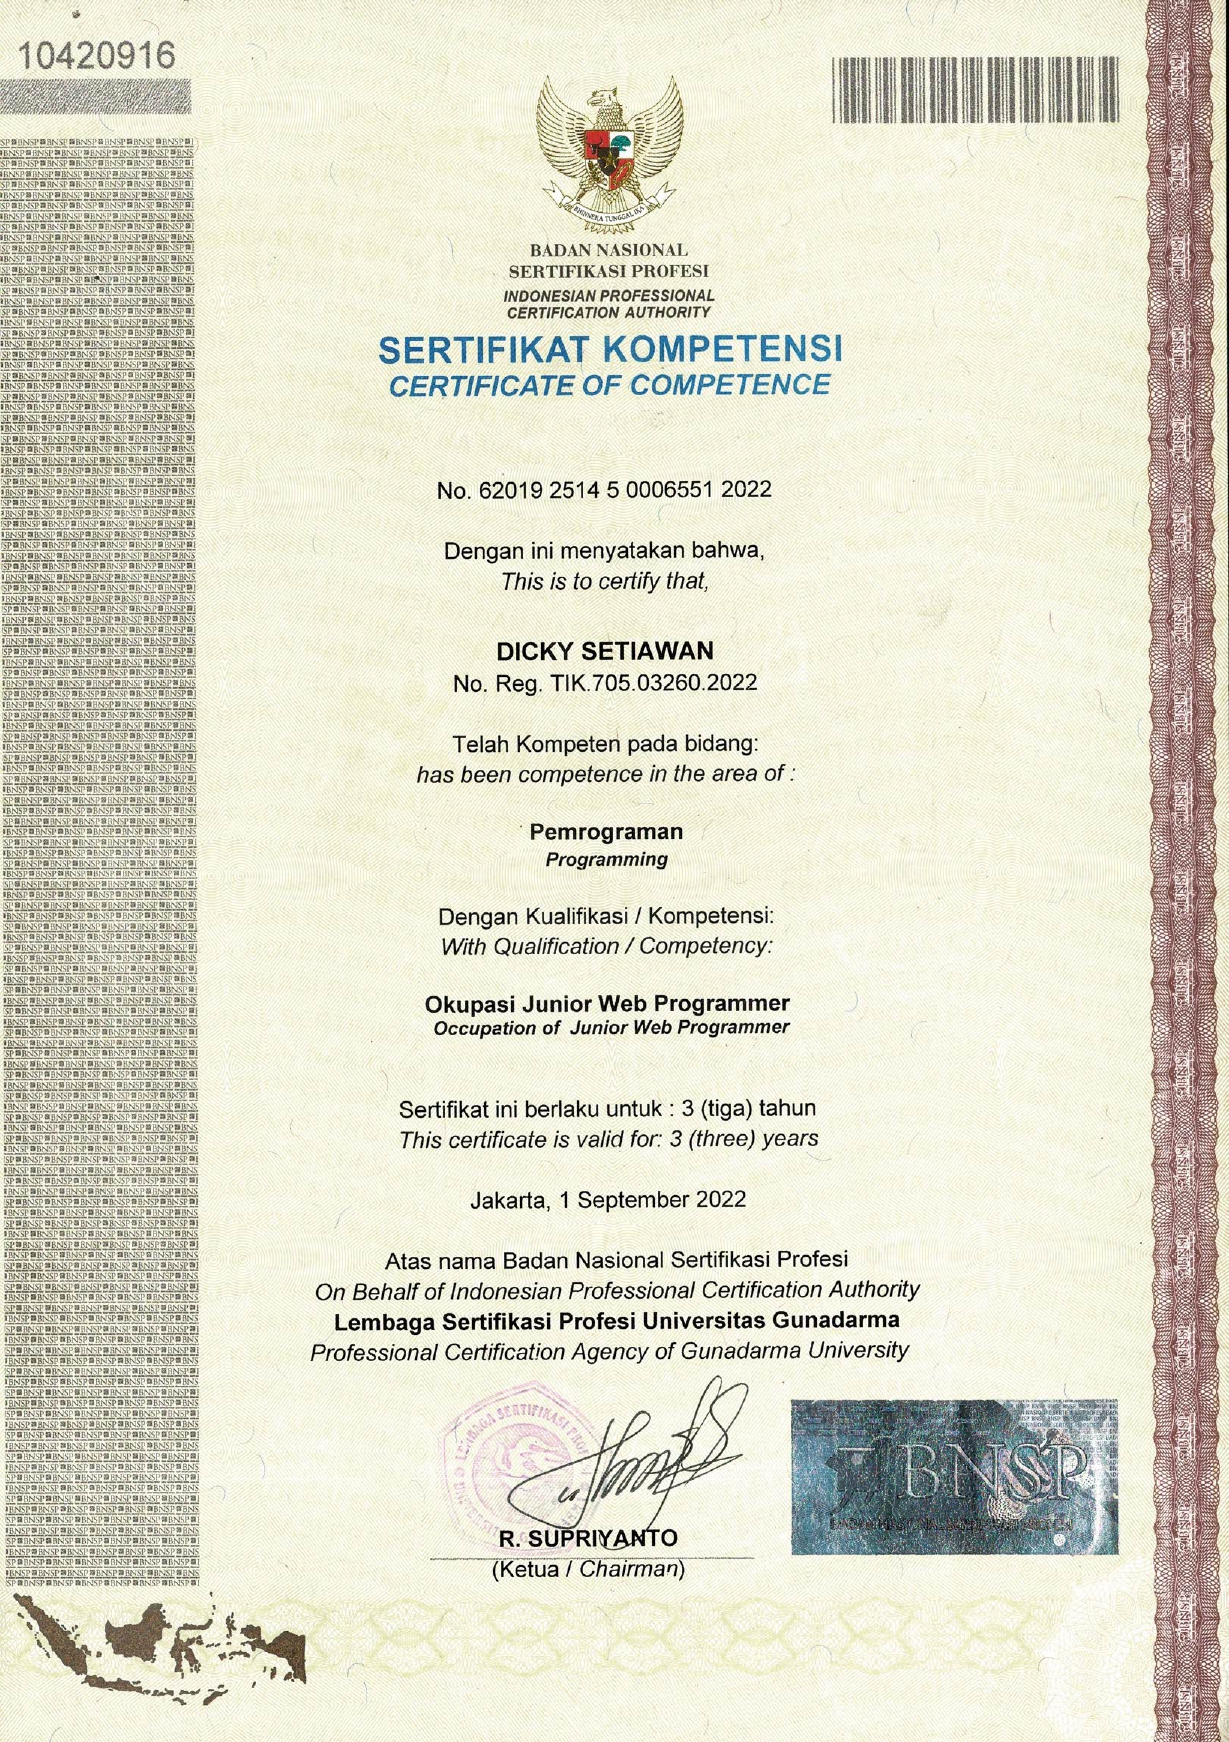 10420916
BHINNEKA TUNGGAL IKA
BADAN NASIONAL
SERTIFIKASI PROFESI
INDONESIAN PROFESSIONAL
CERTIFICATION AUTHORITY
SERTIFIKAT KOMPETENSI
CERTIFICATE OF COMPETENCE
No. 62019 2514 5 0006551 2022
Dengan ini menyatakan bahwa,
This is to certify that,
DICKY SETIAWAN
No. Reg. TIK.705.03260.2022
Telah Kompeten pada bidang:
has been competence in the area of :
Pemrograman
Programming
Dengan Kualifikasi / Kompetensi:
With Qualification / Competency:
Okupasi Junior Web Programmer
Occupation of Junior Web Programmer
Sertifikat ini berlaku untuk : 3 (tiga) tahun
This certificate is valid for: 3 (three) years
Jakarta, 1 September 2022
Atas nama Badan Nasional Sertifikasi Profesi
On Behalf of Indonesian Professional Certification Authority
Lembaga Sertifikasi Profesi Universitas Gunadarma
Professional Certification Agency of Gunadarma University
LEMBAGA SERTIFIKASI
BNSP
R. SUPRIYANTO
(Ketua / Chairman)